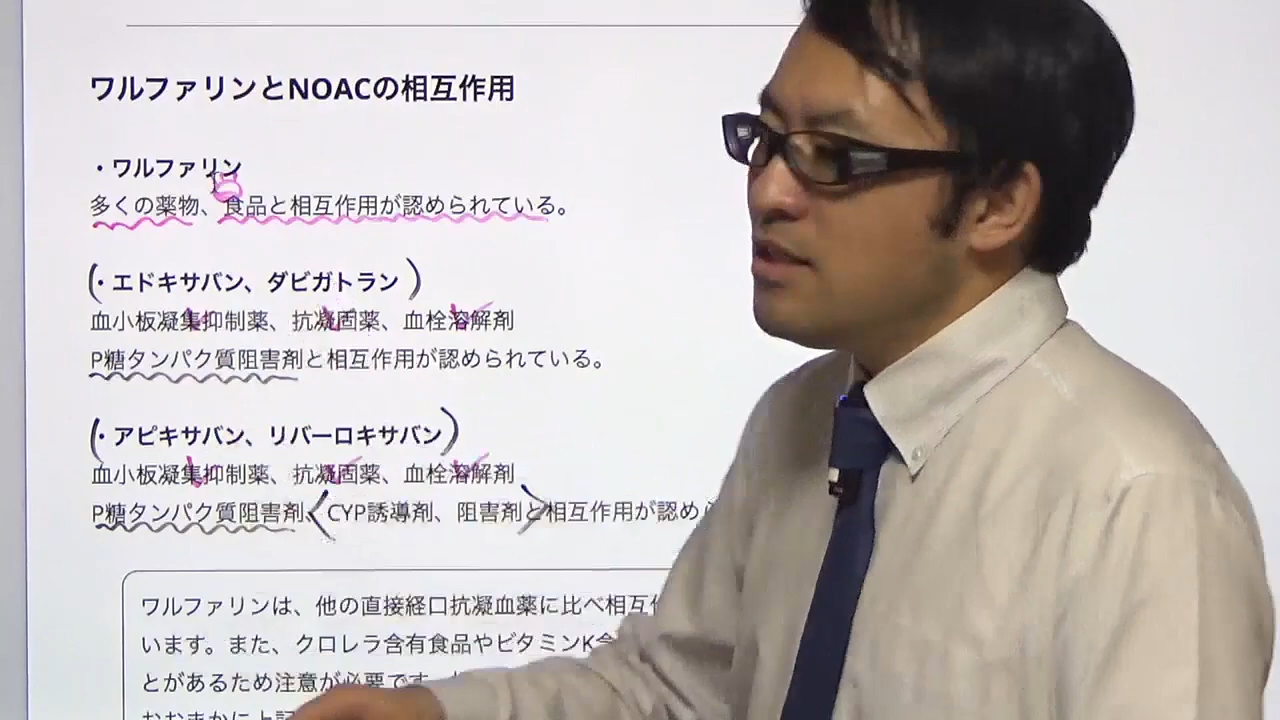 ワルファリンとNOACの相互作用
・ワルファリン
多くの薬物、食品と相互作用が認められている。
(・エドキサバン、ダビガトラン)
血小板凝集抑制薬、抗凝固薬、血栓溶解剤
P糖タンパク質阻害剤と相互作用が認められている。
(・アピキサバン、リバーロキサバン)
血小板凝集抑制薬、抗凝固薬、血栓溶解剤
P糖タンパク質阻害剤、CYP誘導剤、阻害剤と相互作用が認め
ワルファリンは、他の直接経口抗凝血薬に比べ相互
います。また、クロレラ含有食品やビタミンK
とがあるため注意が必要です。
おおまかに上記